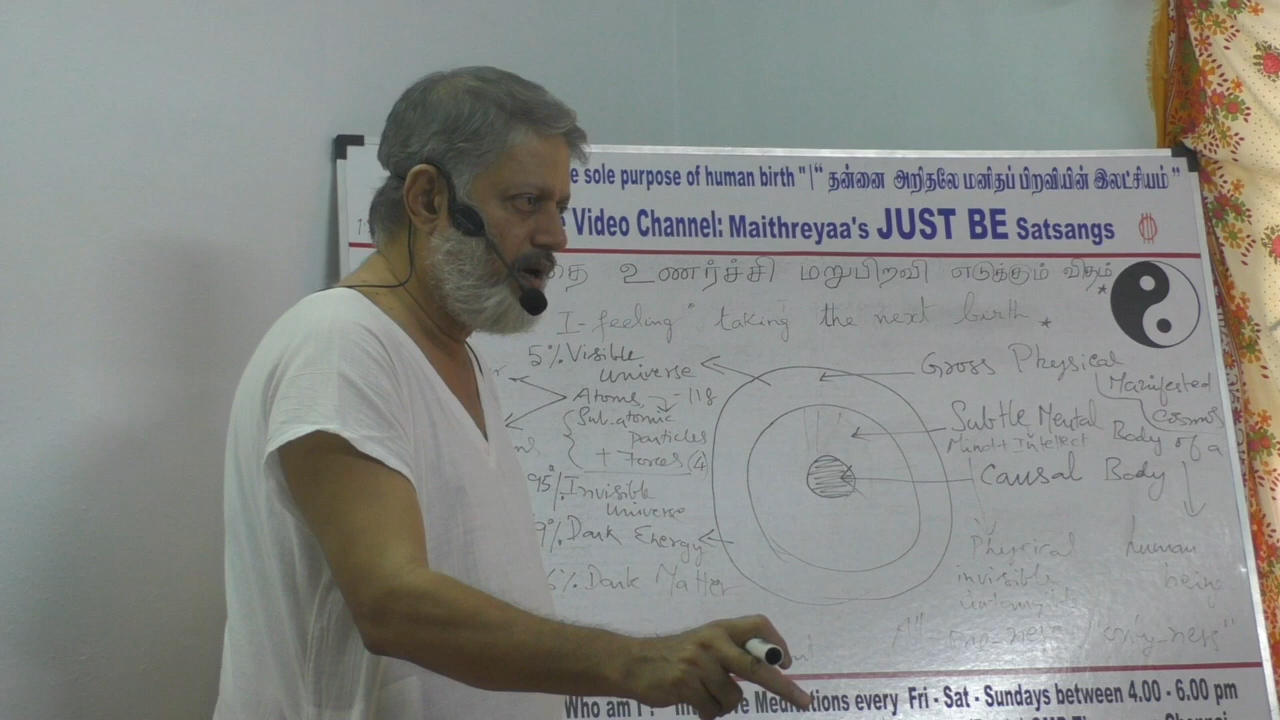 e sole purpose of human birth " | “ தன்னை அறிதலே மனிதப் பிறவியின் இலட்சியம் ”
Video Channel: Maithreyaa's JUST BE Satsangs
உணர்ச்சி மறுபிறவி எடுக்கும் விதம் *
I-feeling" taking the next birth *
5% Visible Universe
Gross Physical
Manifested Cosmos
Atoms - 118
Sub-atomic Particles
+ Forces (4)
Subtle Mental Body of a
Mind + Intellect
Causal Body
95% Invisible Universe
9% Dark Energy
6% Dark Matter
Physical human
invisible being
Who am I? Meditations every Fri - Sat - Sundays between 4.00 - 6.00 pm